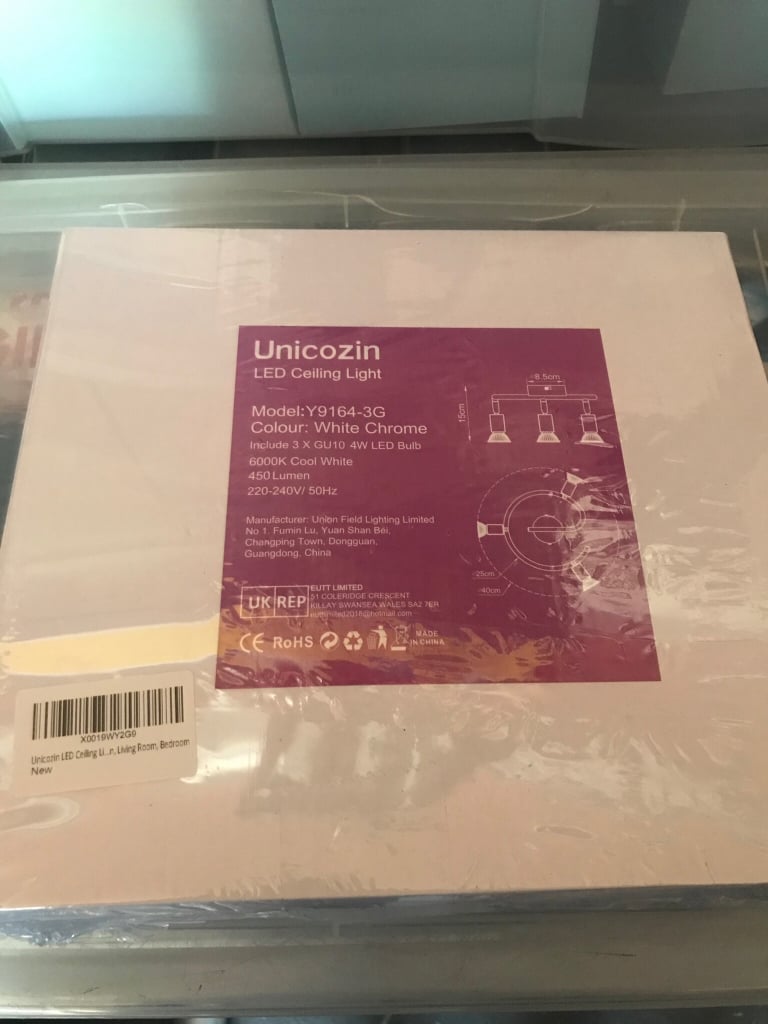 Unicozin
LED Ceiling Light
Model:Y9164-3G
Colour: White Chrome
Include 3 X GU10 4W LED Bulb
6000K Cool White
450 Lumen
220-240V/ 50Hz
Manufacturer: Union Field Lighting Limited
No 1. Fumin Lu, Yuan Shan Bei,
Changping Town, Dongguan,
Guangdong, China
UK REP
EUTT LIMITED
51 COLERIDGE CRESCENT
KILLAY SWANSEA WALES SA2 7ER
euttlimited2016@hotmail.com
CE RoHS
MADE
IN CHINA
8.5cm
15cm
25cm
40cm
X0019WY2G9
Unicozin LED Ceiling Li...n, Living Room, Bedroom
New